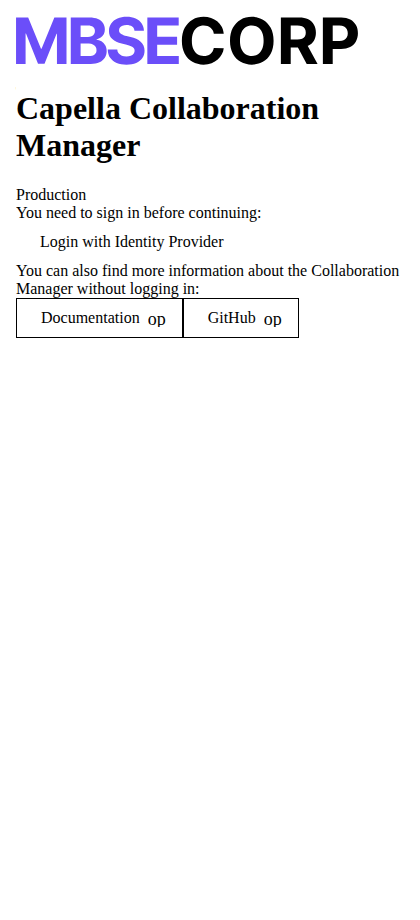 MBSECORP
Capella Collaboration
Manager
Production
You need to sign in before continuing:
Login with Identity Provider
You can also find more information about the Collaboration
Manager without logging in:
Documentation op GitHub op